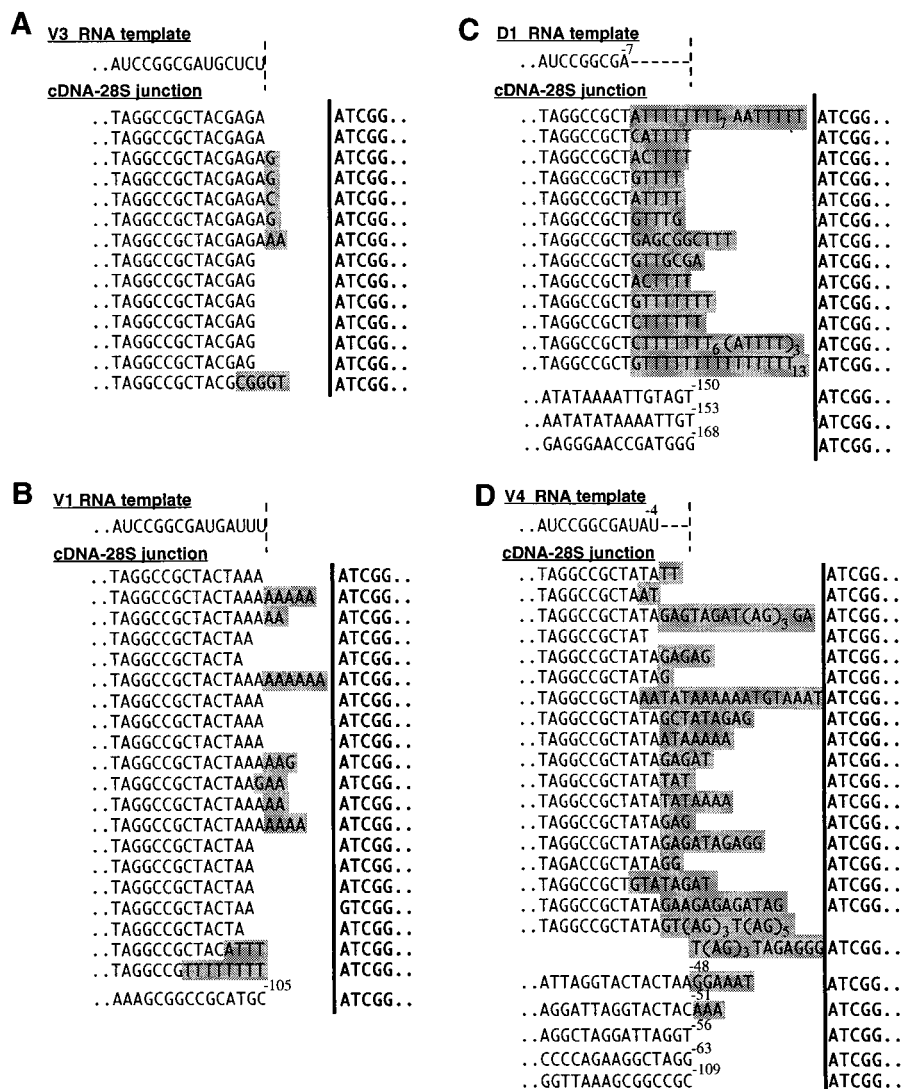 A
V3 RNA template
..AUCCGGCGAUGCUCU
cDNA-28S junction
..TAGGCCGCTACGAGA ATCGG..
..TAGGCCGCTACGAGA ATCGG..
..TAGGCCGCTACGAGAG ATCGG..
..TAGGCCGCTACGAGAG ATCGG..
..TAGGCCGCTACGAGAC ATCGG..
..TAGGCCGCTACGAGAG ATCGG..
..TAGGCCGCTACGAGAAA ATCGG..
..TAGGCCGCTACGAG ATCGG..
..TAGGCCGCTACGAG ATCGG..
..TAGGCCGCTACGAG ATCGG..
..TAGGCCGCTACGAG ATCGG..
..TAGGCCGCTACGAG ATCGG..
..TAGGCCGCTACGAG ATCGG..
..TAGGCCGCTACGCGGGT ATCGG..
B
V1 RNA template
..AUCCGGCGAUGAUUU
cDNA-28S junction
..TAGGCCGCTACTAAA ATCGG..
..TAGGCCGCTACTAAAAAAAA ATCGG..
..TAGGCCGCTACTAAAAA ATCGG..
..TAGGCCGCTACTAA ATCGG..
..TAGGCCGCTACTA ATCGG..
..TAGGCCGCTACTAAAAAAAAA ATCGG..
..TAGGCCGCTACTAAA ATCGG..
..TAGGCCGCTACTAAA ATCGG..
..TAGGCCGCTACTAAA ATCGG..
..TAGGCCGCTACTAAAAAG ATCGG..
..TAGGCCGCTACTAAGAA ATCGG..
..TAGGCCGCTACTAAAAA ATCGG..
..TAGGCCGCTACTAAAAAAA ATCGG..
..TAGGCCGCTACTAA ATCGG..
..TAGGCCGCTACTAA ATCGG..
..TAGGCCGCTACTAA ATCGG..
..TAGGCCGCTACTAA GTCGG..
..TAGGCCGCTACTA ATCGG..
..TAGGCCGCTACATTT ATCGG..
..TAGGCCGTTTTTTTT ATCGG..
..AAAGCGGCCGCATGC -105 ATCGG..
C
D1 RNA template
..AUCCGGCGA -7 ------
cDNA-28S junction
..TAGGCCGCTATTTTTTTT7 AATTTTT ATCGG..
..TAGGCCGCTCATTTT ATCGG..
..TAGGCCGCTACTTTT ATCGG..
..TAGGCCGCTGTTTT ATCGG..
..TAGGCCGCTATTTT ATCGG..
..TAGGCCGCTGTTTG ATCGG..
..TAGGCCGCTGAGCGGCTTT ATCGG..
..TAGGCCGCTGTTGCGA ATCGG..
..TAGGCCGCTACTTTT ATCGG..
..TAGGCCGCTGTTTTTTT ATCGG..
..TAGGCCGCTCTTTTTT ATCGG..
..TAGGCCGCTCTTTTTTT6(ATTTT)3 ATCGG..
..TAGGCCGCTGTTTTTTTTTTTTTTT13 ATCGG..
..ATATAAAATTGTAGT -150 ATCGG..
..AATATATAAAATTGT -153 ATCGG..
..GAGGGAACCGATGGG -168 ATCGG..
D
V4 RNA template
..AUCCGGCGAUAU -4 ---
cDNA-28S junction
..TAGGCCGCTATATT ATCGG..
..TAGGCCGCTAAT ATCGG..
..TAGGCCGCTATAGAGTAGAT(AG)3GA ATCGG..
..TAGGCCGCTAT ATCGG..
..TAGGCCGCTATAGAGAG ATCGG..
..TAGGCCGCTATAG ATCGG..
..TAGGCCGCTAAATATAAAAAATGTAAAT ATCGG..
..TAGGCCGCTATAGCTATAGAG ATCGG..
..TAGGCCGCTATAATAAAAA ATCGG..
..TAGGCCGCTATAGAGAT ATCGG..
..TAGGCCGCTATATAT ATCGG..
..TAGGCCGCTATATATAAAA ATCGG..
..TAGGCCGCTATAGAG ATCGG..
..TAGGCCGCTATAGAGATAGAGG ATCGG..
..TAGACCGCTATAGG ATCGG..
..TAGGCCGCTGTATAGAT ATCGG..
..TAGGCCGCTATAGAAGAGAGATAG ATCGG..
..TAGGCCGCTATAGT(AG)3T(AG)5
T(AG)3TAGAGGG ATCGG..
..ATTAGGTACTACTAAGGAAAT -48 ATCGG..
..AGGATTAGGTACTACAAA -51 ATCGG..
..AGGCTAGGATTAGGT -56 ATCGG..
..CCCCAGAAGGCTAGG -63 ATCGG..
..GGTTAAAGCGGCCGC -109 ATCGG..